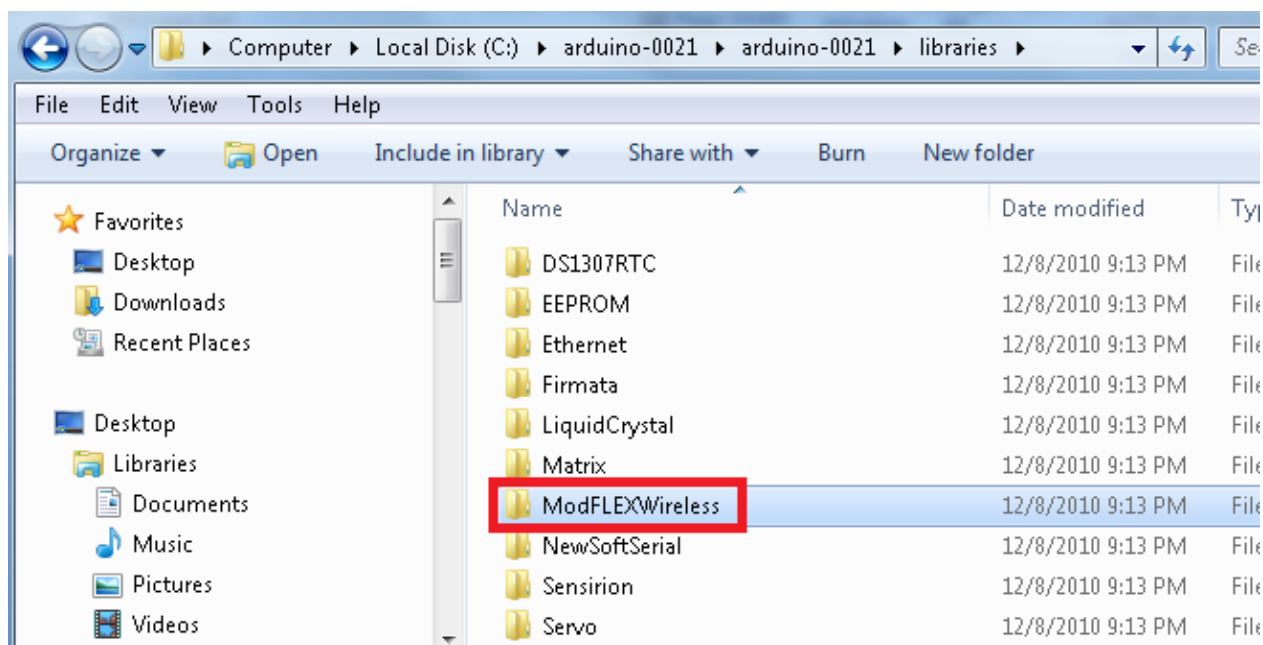 Computer Local Disk (C:) arduino-0021 arduino-0021 libraries
File Edit View Tools Help
Organize Open Include in library Share with Burn New folder
Favorites
Desktop
Downloads
Recent Places
Desktop
Libraries
Documents
Music
Pictures
Videos
Name Date modified
DS1307RTC 12/8/2010 9:13 PM
EEPROM 12/8/2010 9:13 PM
Ethernet 12/8/2010 9:13 PM
Firmata 12/8/2010 9:13 PM
LiquidCrystal 12/8/2010 9:13 PM
Matrix 12/8/2010 9:13 PM
ModFLEXWireless 12/8/2010 9:13 PM
NewSoftSerial 12/8/2010 9:13 PM
Sensirion 12/8/2010 9:13 PM
Servo 12/8/2010 9:13 PM